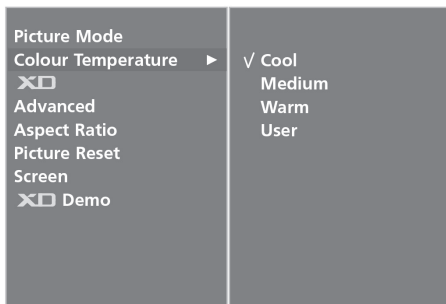 Picture Mode
Colour Temperature ▶
XD
Advanced
Aspect Ratio
Picture Reset
Screen
XD Demo
√ Cool
Medium
Warm
User